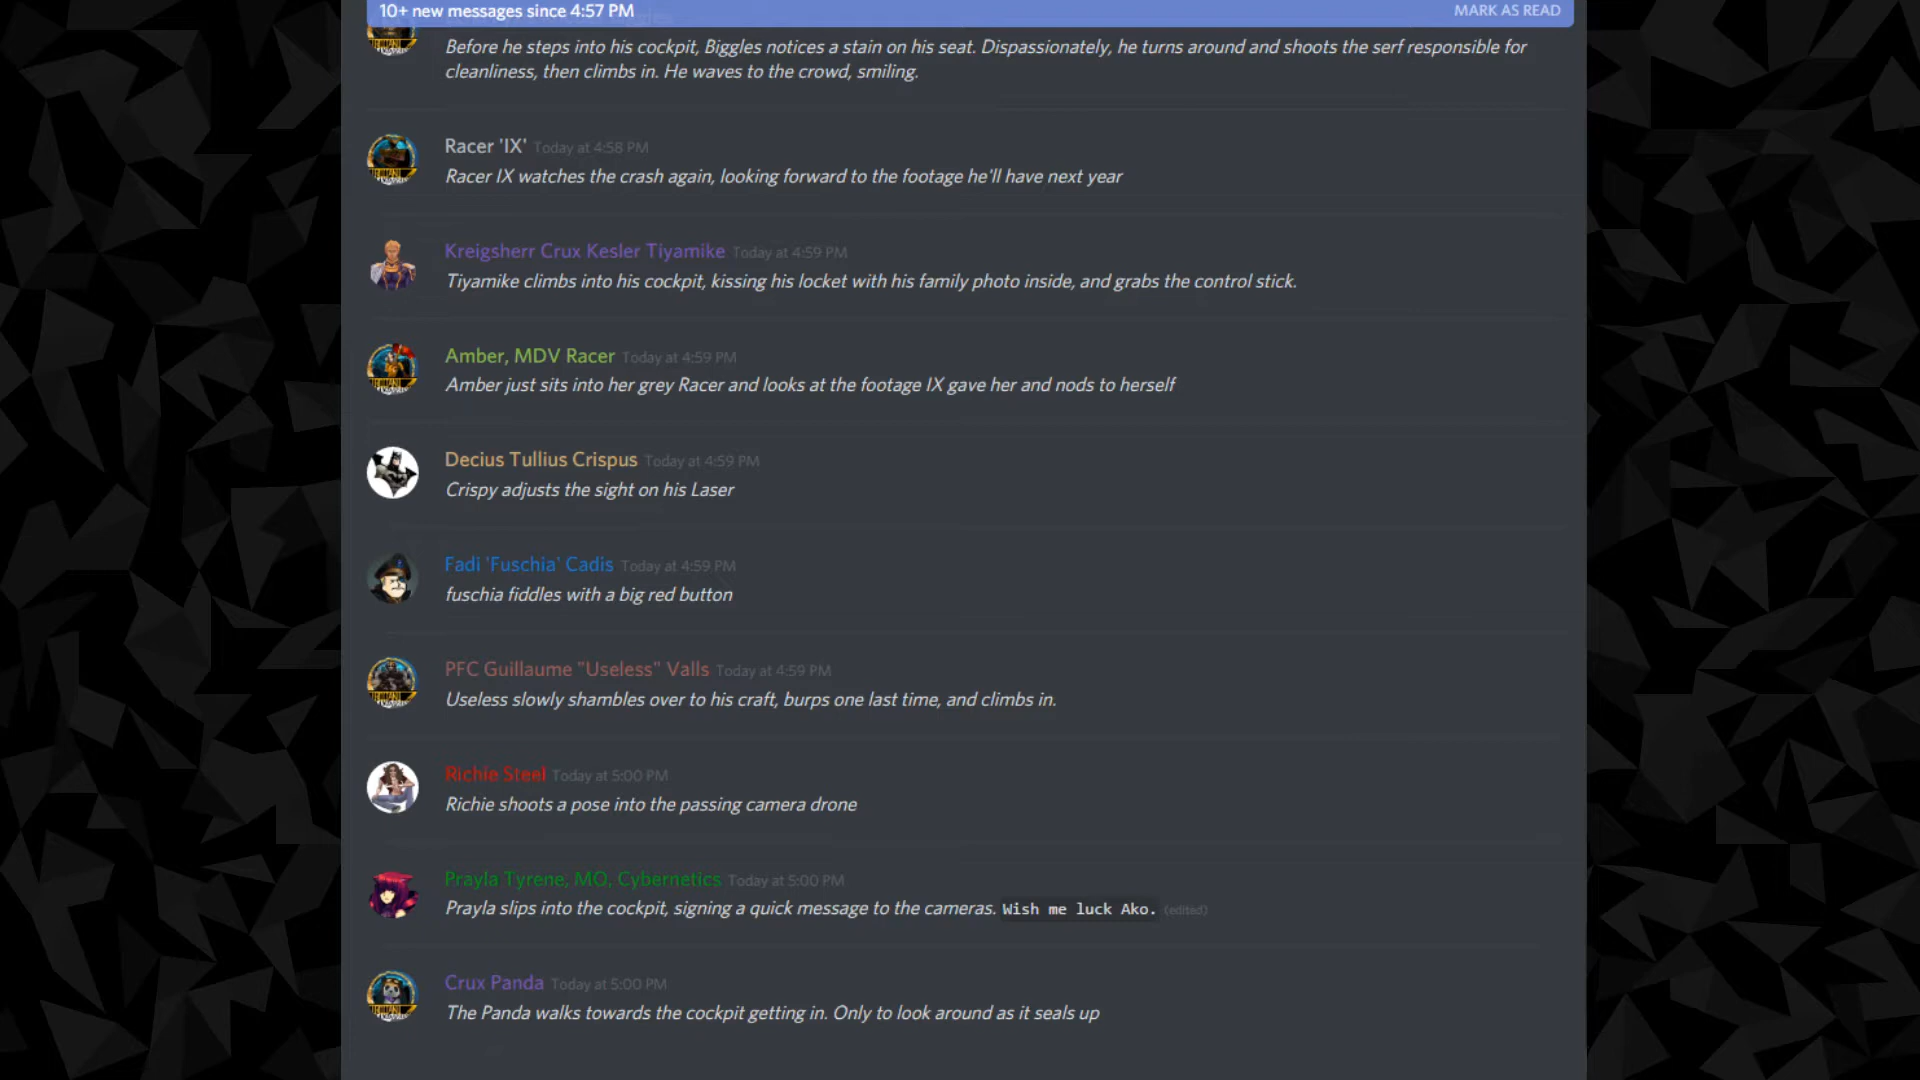 10+ new messages since 4:57 PM
MARK AS READ
Before he steps into his cockpit, Biggles notices a stain on his seat. Dispassionately, he turns around and shoots the serf responsible for
cleanliness, then climbs in. He waves to the crowd, smiling.
Racer 'IX' Today at 4:58 PM
Racer IX watches the crash again, looking forward to the footage he'll have next year
Kreigsherr Crux Kesler Tiyamike Today at 4:59 PM
Tiyamike climbs into his cockpit, kissing his locket with his family photo inside, and grabs the control stick.
Amber, MDV Racer Today at 4:59 PM
Amber just sits into her grey Racer and looks at the footage IX gave her and nods to herself
Decius Tullius Crispus Today at 4:59 PM
Crispy adjusts the sight on his Laser
Fadi 'Fuschia' Cadis Today at 4:59 PM
fuschia fiddles with a big red button
PFC Guillaume "Useless" Valls Today at 4:59 PM
Useless slowly shambles over to his craft, burps one last time, and climbs in.
Richie Steel Today at 5:00 PM
Richie shoots a pose into the passing camera drone
Prayla Tyrene, MO, Cybernetics Today at 5:00 PM
Prayla slips into the cockpit, signing a quick message to the cameras. Wish me luck Ako. (edited)
Crux Panda Today at 5:00 PM
The Panda walks towards the cockpit getting in. Only to look around as it seals up